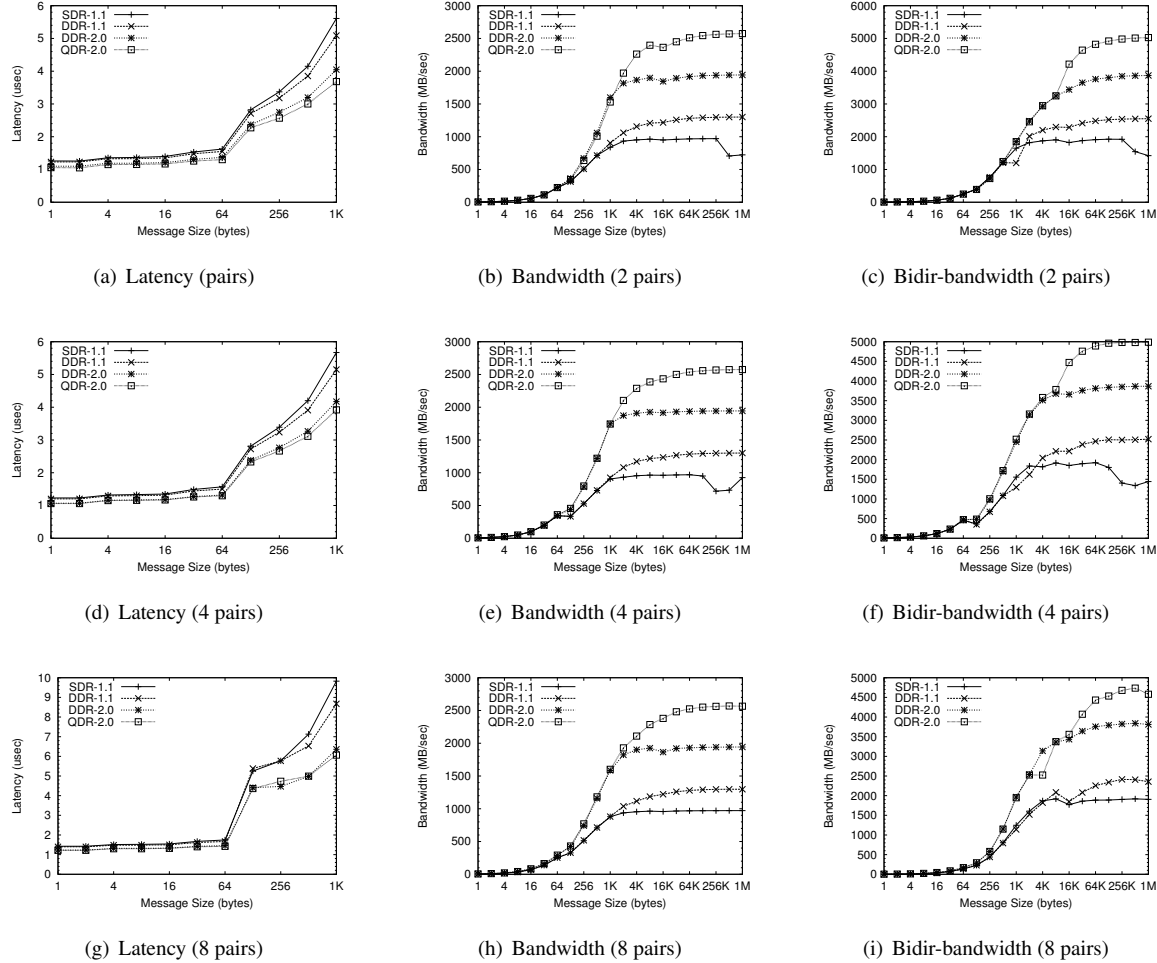 6
5
4
3
2
1
0
Latency (usec)
SDR-1.1
DDR-1.1
DDR-2.0
QDR-2.0
1 4 16 64 256 1K
Message Size (bytes)
(a) Latency (pairs)
3000
2500
2000
1500
1000
500
0
Bandwidth (MB/sec)
SDR-1.1
DDR-1.1
DDR-2.0
QDR-2.0
1 4 16 64 256 1K 4K 16K 64K 256K 1M
Message Size (bytes)
(b) Bandwidth (2 pairs)
6000
5000
4000
3000
2000
1000
0
Bandwidth (MB/sec)
SDR-1.1
DDR-1.1
DDR-2.0
QDR-2.0
1 4 16 64 256 1K 4K 16K 64K 256K 1M
Message Size (bytes)
(c) Bidir-bandwidth (2 pairs)
6
5
4
3
2
1
0
Latency (usec)
SDR-1.1
DDR-1.1
DDR-2.0
QDR-2.0
1 4 16 64 256 1K
Message Size (bytes)
(d) Latency (4 pairs)
3000
2500
2000
1500
1000
500
0
Bandwidth (MB/sec)
SDR-1.1
DDR-1.1
DDR-2.0
QDR-2.0
1 4 16 64 256 1K 4K 16K 64K 256K 1M
Message Size (bytes)
(e) Bandwidth (4 pairs)
5000
4500
4000
3500
3000
2500
2000
1500
1000
500
0
Bandwidth (MB/sec)
SDR-1.1
DDR-1.1
DDR-2.0
QDR-2.0
1 4 16 64 256 1K 4K 16K 64K 256K 1M
Message Size (bytes)
(f) Bidir-bandwidth (4 pairs)
10
9
8
7
6
5
4
3
2
1
0
Latency (usec)
SDR-1.1
DDR-1.1
DDR-2.0
QDR-2.0
1 4 16 64 256 1K
Message Size (bytes)
(g) Latency (8 pairs)
3000
2500
2000
1500
1000
500
0
Bandwidth (MB/sec)
SDR-1.1
DDR-1.1
DDR-2.0
QDR-2.0
1 4 16 64 256 1K 4K 16K 64K 256K 1M
Message Size (bytes)
(h) Bandwidth (8 pairs)
5000
4500
4000
3500
3000
2500
2000
1500
1000
500
0
Bandwidth (MB/sec)
SDR-1.1
DDR-1.1
DDR-2.0
QDR-2.0
1 4 16 64 256 1K 4K 16K 64K 256K 1M
Message Size (bytes)
(i) Bidir-bandwidth (8 pairs)